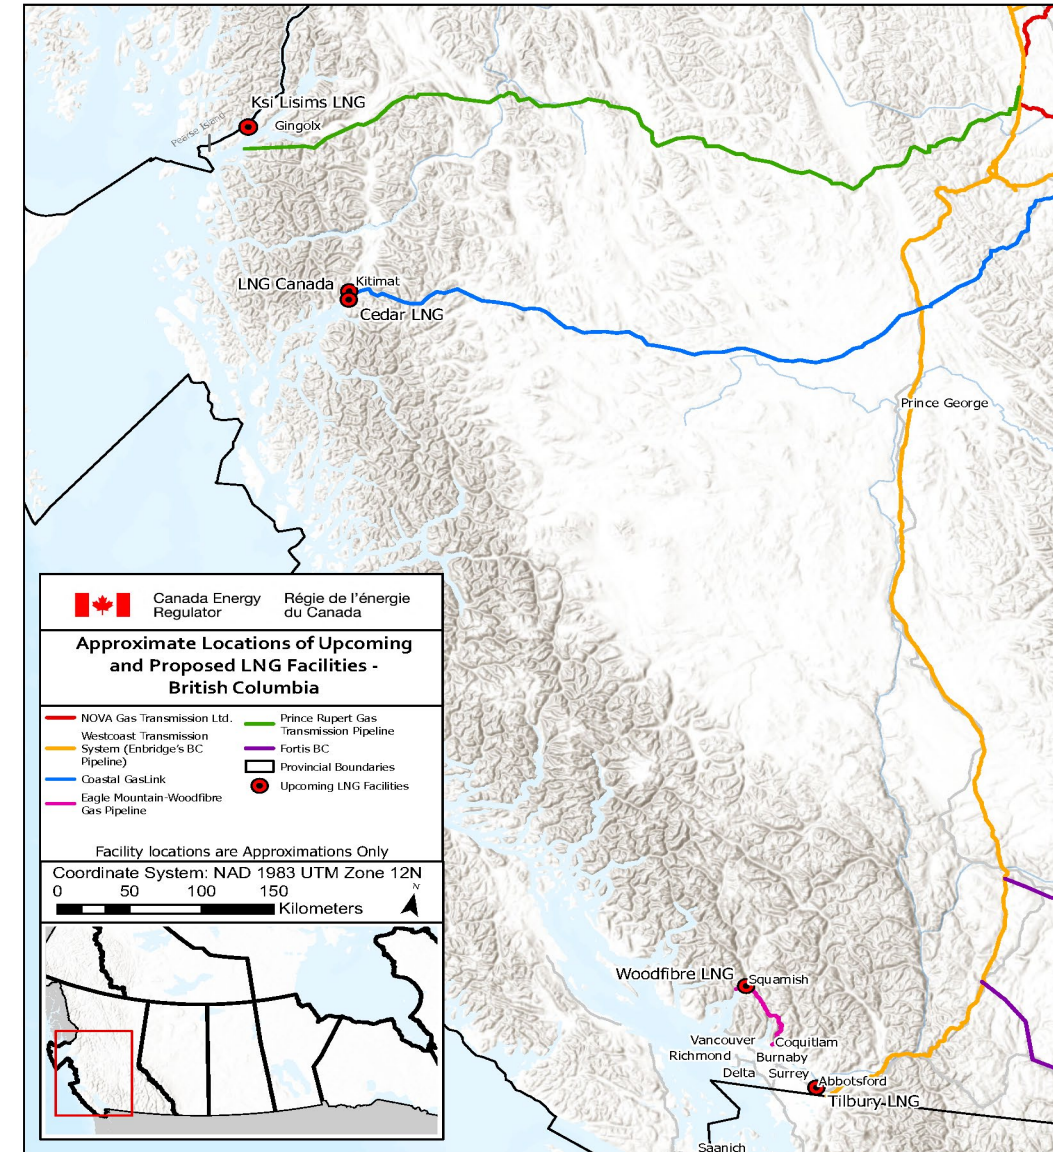 Ksi Lisims LNG
Gingolx
Pearse Island
LNG Canada
Kitimat
Cedar LNG
Prince George
Canada Energy
Regulator
Régie de l'énergie
du Canada
Approximate Locations of Upcoming
and Proposed LNG Facilities -
British Columbia
NOVA Gas Transmission Ltd.
Westcoast Transmission
System (Enbridge's BC
Pipeline)
Coastal GasLink
Eagle Mountain-Woodfibre
Gas Pipeline
Prince Rupert Gas
Transmission Pipeline
Fortis BC
Provincial Boundaries
Upcoming LNG Facilities
Facility locations are Approximations Only
Coordinate System: NAD 1983 UTM Zone 12N
0 50 100 150
Kilometers
N
Woodfibre LNG
Squamish
Vancouver
Coquitlam
Richmond
Burnaby
Delta
Surrey
Abbotsford
Tilbury LNG
Saanich